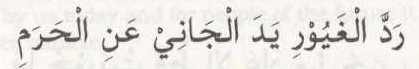 رَدَّ الْغَيُوْرِ يَدَ الْجَانِيْ عَنِ الْحَرَمِ